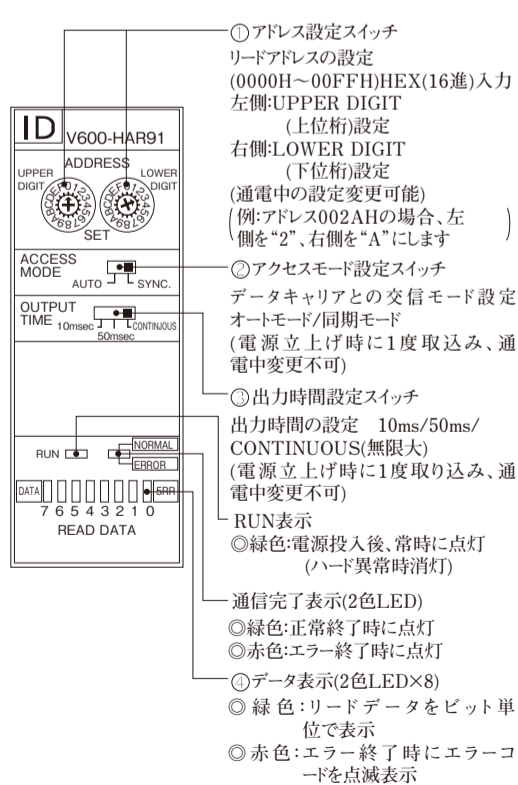 ①アドレス設定スイッチ
リードアドレスの設定
(0000H～00FFH)HEX(16進)入力
左側:UPPER DIGIT
(上位桁)設定
右側:LOWER DIGIT
(下位桁)設定
(通電中の設定変更可能)
(例:アドレス002AHの場合、左
側を“2”、右側を“A”にします)
②アクセスモード設定スイッチ
データキャリアとの交信モード設定
オートモード/同期モード
(電源立上げ時に1度取込み、通
電中変更不可)
③出力時間設定スイッチ
出力時間の設定　10ms/50ms/
CONTINUOUS(無限大)
(電源立上げ時に1度取り込み、通
電中変更不可)
RUN表示
◎緑色:電源投入後、常時に点灯
(ハード異常時消灯)
通信完了表示(2色LED)
◎緑色:正常終了時に点灯
◎赤色:エラー終了時に点灯
④データ表示(2色LED×8)
◎緑色:リードデータをビット単
位で表示
◎赤色:エラー終了時にエラーコ
ードを点滅表示
ID V600-HAR91
ADDRESS
UPPER DIGIT
LOWER DIGIT
0123456789ABCDEF
0123456789ABCDEF
SET
ACCESS MODE
AUTO SYNC.
OUTPUT TIME
10msec 50msec CONTINJOUS
RUN
NORMAL
ERROR
DATA 5RR
7 6 5 4 3 2 1 0
READ DATA